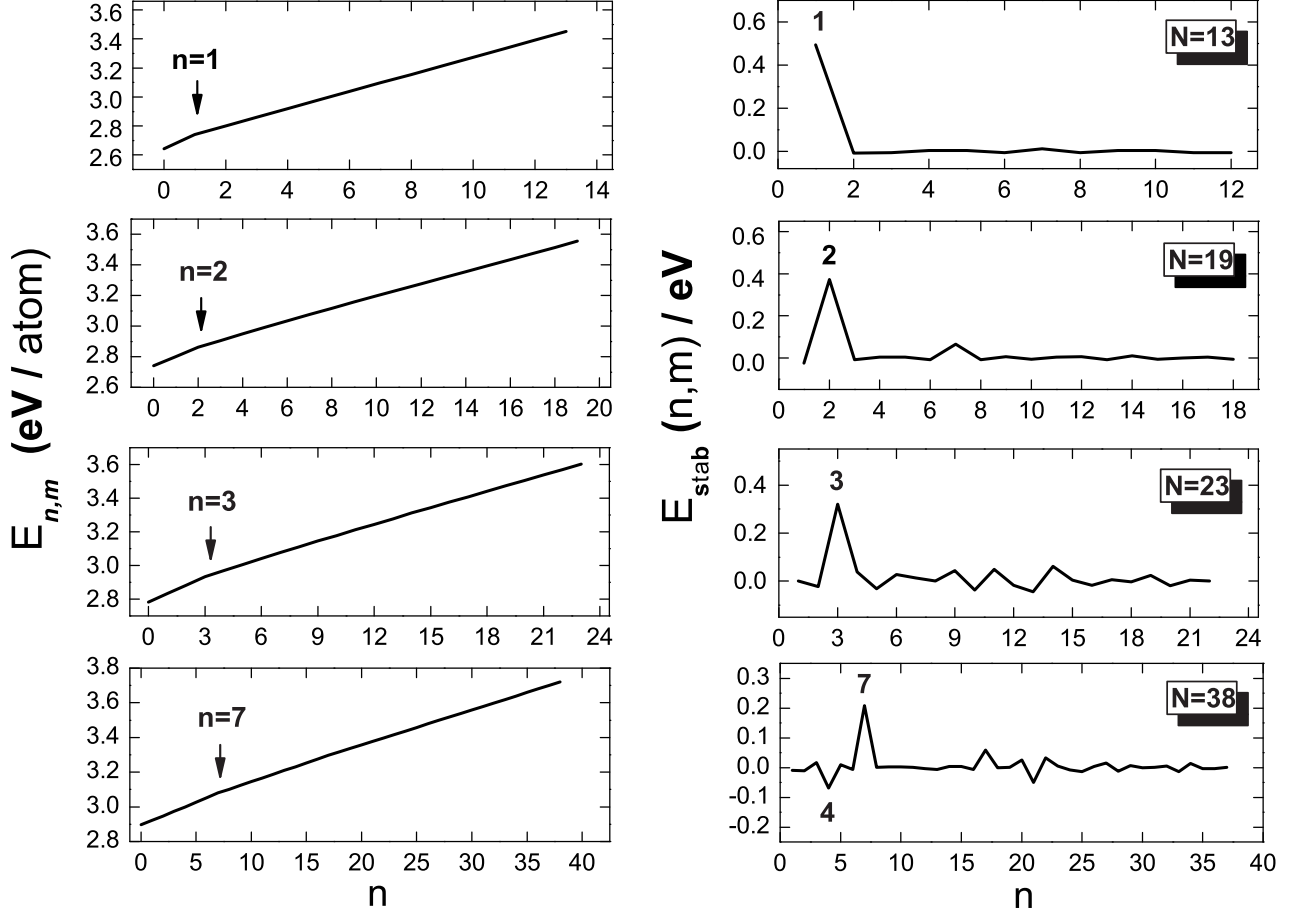 E n,m (eV / atom)
3.6
3.4
3.2
3.0
2.8
2.6
n=1
0 2 4 6 8 10 12 14
3.6
3.4
3.2
3.0
2.8
2.6
n=2
0 2 4 6 8 10 12 14 16 18 20
3.6
3.4
3.2
3.0
2.8
n=3
0 3 6 9 12 15 18 21 24
3.8
3.6
3.4
3.2
3.0
2.8
n=7
0 5 10 15 20 25 30 35 40
n
E stab (n,m) / eV
0.6
0.4
0.2
0.0
1
N=13
0 2 4 6 8 10 12
0.6
0.4
0.2
0.0
2
N=19
0 2 4 6 8 10 12 14 16 18
0.4
0.2
0.0
3
N=23
0 3 6 9 12 15 18 21 24
0.3
0.2
0.1
0.0
-0.1
-0.2
7
4
N=38
0 5 10 15 20 25 30 35 40
n